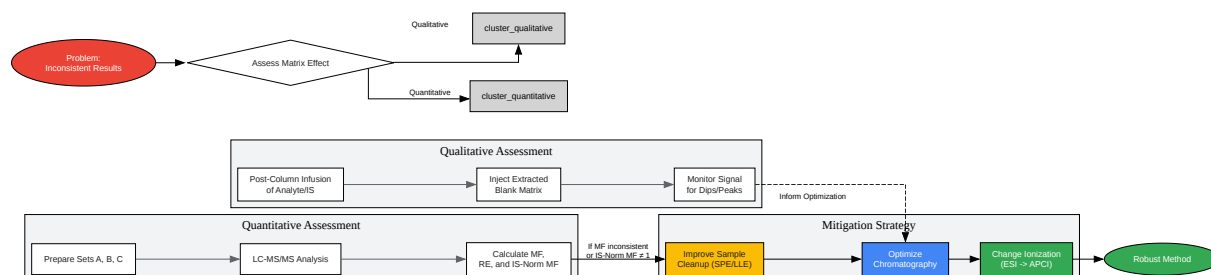 Qualitative
cluster_qualitative
Problem:
Inconsistent Results
Assess Matrix Effect
Quantitative
cluster_quantitative
Qualitative Assessment
Post-Column Infusion
of Analyte/IS
Inject Extracted
Blank Matrix
Monitor Signal
for Dips/Peaks
Inform Optimization
Quantitative Assessment
Prepare Sets A, B, C
LC-MS/MS Analysis
Calculate MF,
RE, and IS-Norm MF
If MF inconsistent
or IS-Norm MF ≠ 1
Mitigation Strategy
Improve Sample
Cleanup (SPE/LLE)
Optimize
Chromatography
Change Ionization
(ESI -> APCI)
Robust Method